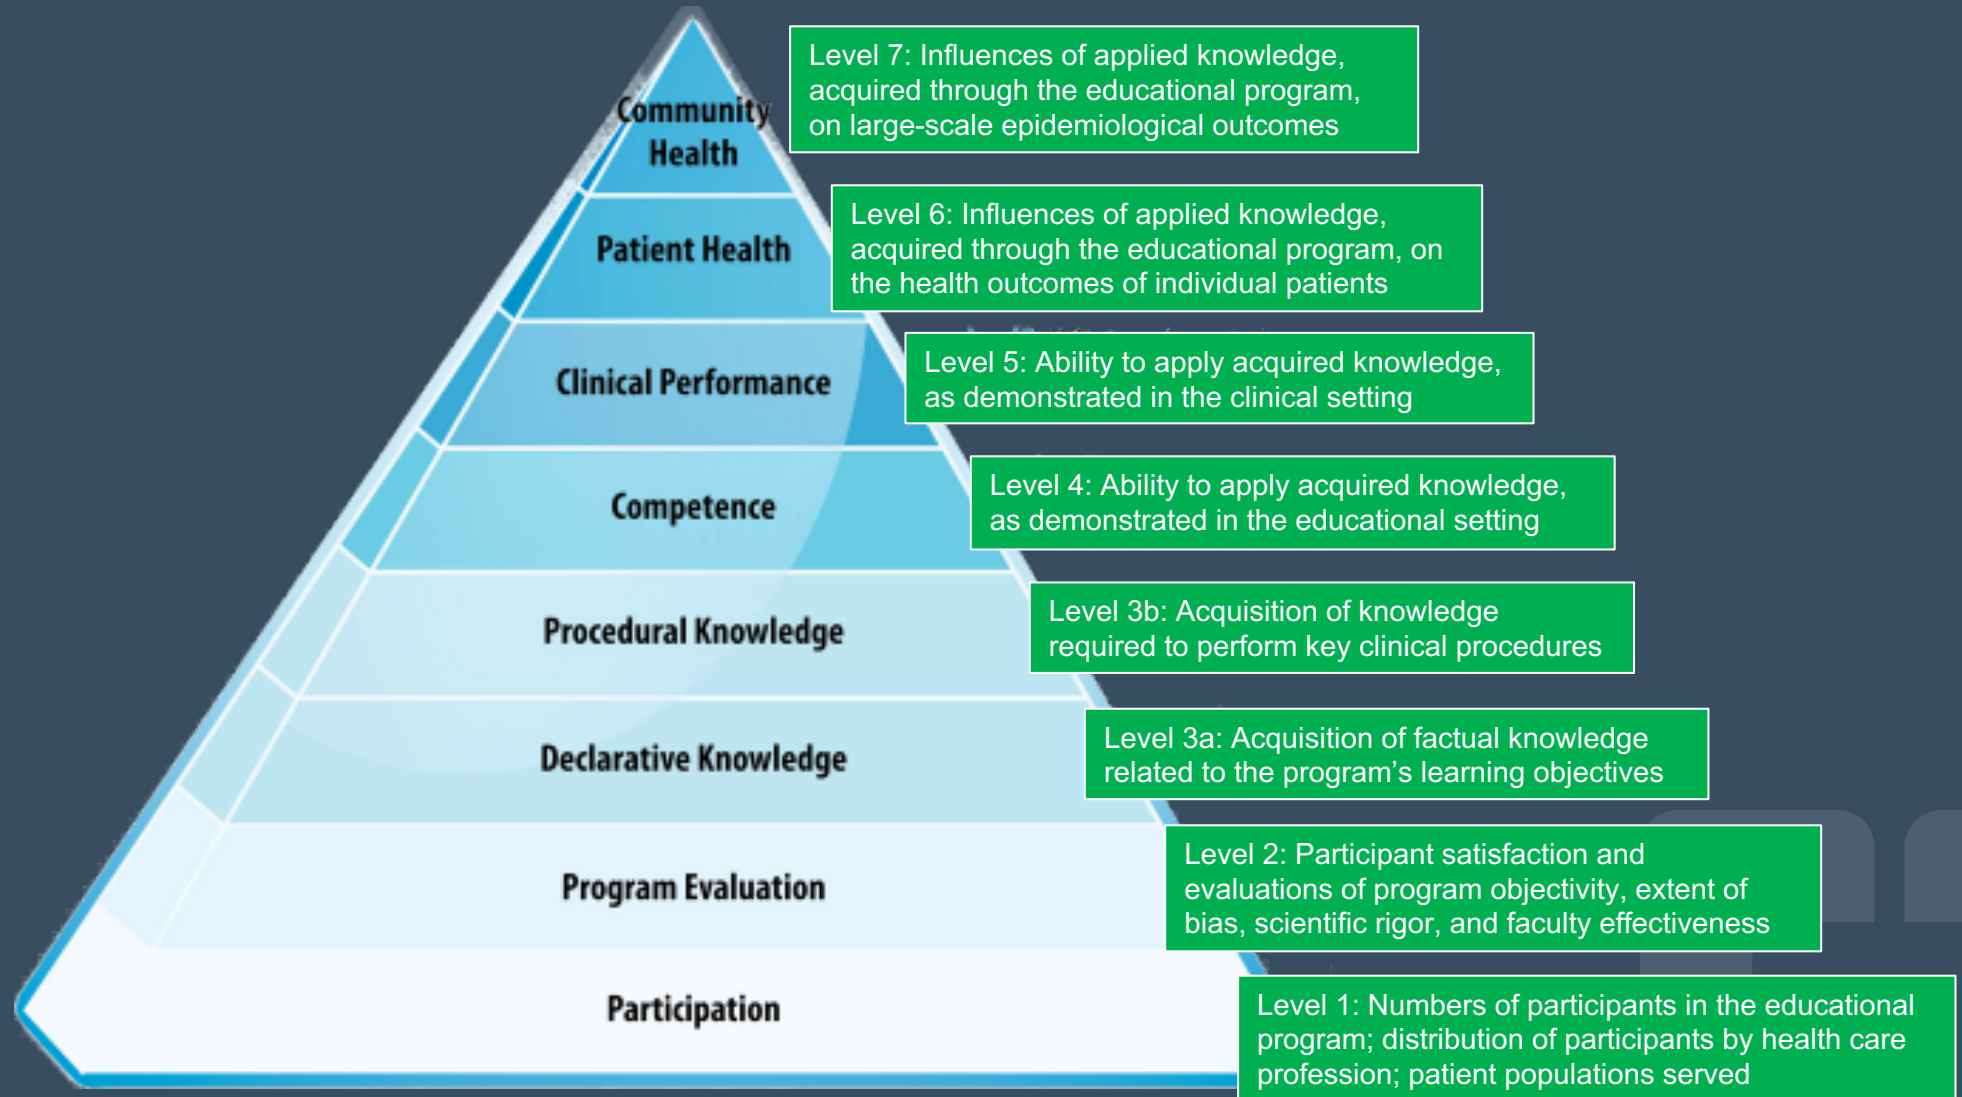 Community
Health
Level 7: Influences of applied knowledge,
acquired through the educational program,
on large-scale epidemiological outcomes
Patient Health
Level 6: Influences of applied knowledge,
acquired through the educational program, on
the health outcomes of individual patients
Clinical Performance
Level 5: Ability to apply acquired knowledge,
as demonstrated in the clinical setting
Competence
Level 4: Ability to apply acquired knowledge,
as demonstrated in the educational setting
Procedural Knowledge
Level 3b: Acquisition of knowledge
required to perform key clinical procedures
Declarative Knowledge
Level 3a: Acquisition of factual knowledge
related to the program’s learning objectives
Program Evaluation
Level 2: Participant satisfaction and
evaluations of program objectivity, extent of
bias, scientific rigor, and faculty effectiveness
Participation
Level 1: Numbers of participants in the educational
program; distribution of participants by health care
profession; patient populations served